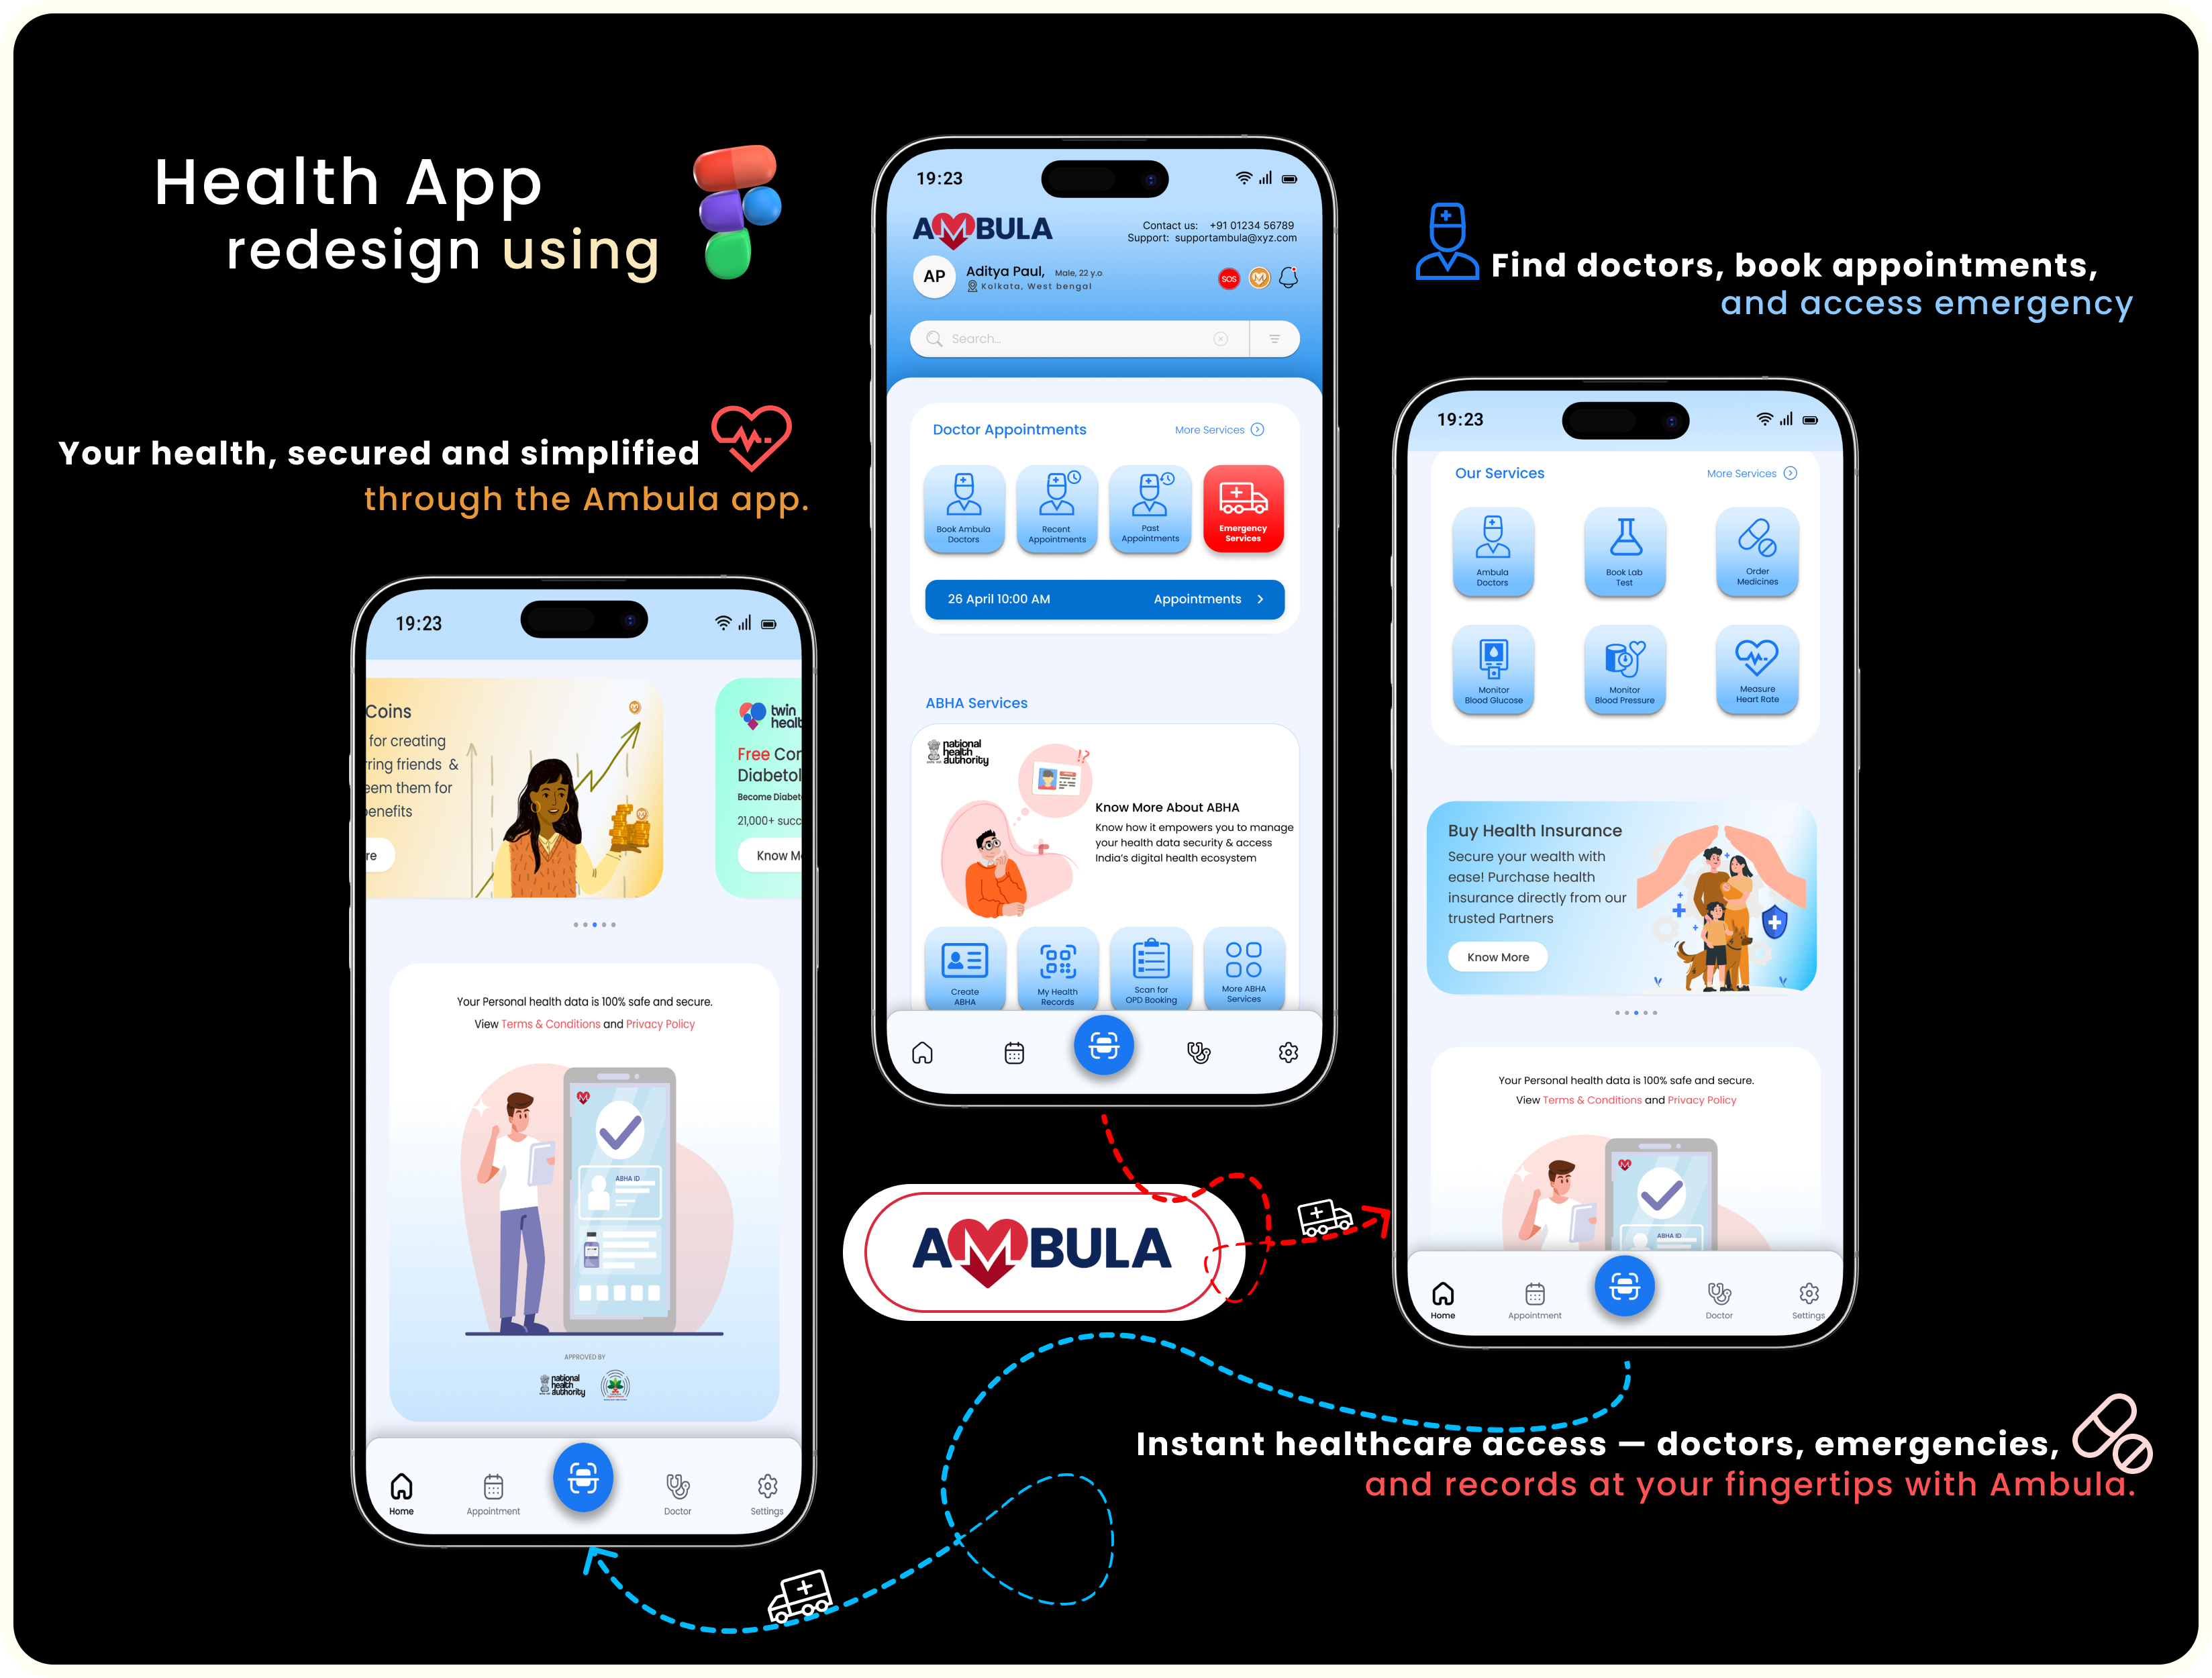 Health App
redesign using
Your health, secured and simplified
through the Ambula app.
Find doctors, book appointments,
and access emergency
19:23
AMBULA
Contact us: +91 01234 56789
Support: supportambula@xyz.com
AP
Aditya Paul, Male, 22 y.o
Kolkata, West bengal
SOS
Search...
Doctor Appointments
More Services
Book Ambula
Doctors
Recent
Appointments
Past
Appointments
Emergency
Services
26 April 10:00 AM
Appointments
ABHA Services
national
health
authority
!?
Know More About ABHA
Know how it empowers you to manage
your health data security & access
India's digital health ecosystem
Create
ABHA
My Health
Records
Scan for
OPD Booking
More ABHA
Services
19:23
Our Services
More Services
Ambula
Doctors
Book Lab
Test
Order
Medicines
Monitor
Blood Glucose
Monitor
Blood Pressure
Measure
Heart Rate
Buy Health Insurance
Secure your wealth with
ease! Purchase health
insurance directly from our
trusted Partners
Know More
Your Personal health data is 100% safe and secure.
View Terms & Conditions and Privacy Policy
ABHA ID
Home
Appointment
Doctor
Settings
19:23
Coins
for creating
rring friends &
eem them for
enefits
re
twin
healt
Free Con
Diabetol
Become Diabet
21,000+ succ
Know M
Your Personal health data is 100% safe and secure.
View Terms & Conditions and Privacy Policy
ABHA ID
APPROVED BY
national
health
authority
Home
Appointment
Doctor
Settings
AMBULA
Instant healthcare access — doctors, emergencies,
and records at your fingertips with Ambula.